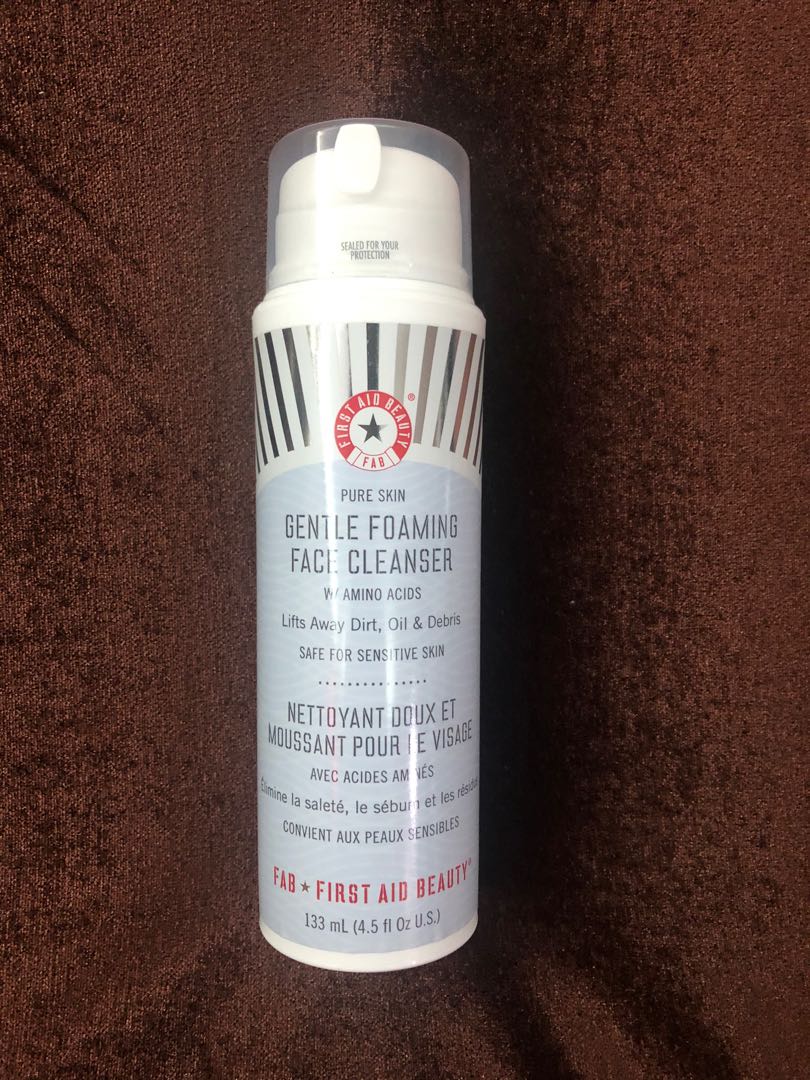 SEALED FOR YOUR
PROTECTION
FIRST AID BEAUTY
®
FAB
PURE SKIN
GENTLE FOAMING
FACE CLEANSER
W/ AMINO ACIDS
Lifts Away Dirt, Oil & Debris
SAFE FOR SENSITIVE SKIN
NETTOYANT DOUX ET
MOUSSANT POUR LE VISAGE
AVEC ACIDES AMINÉS
Élimine la saleté, le sébum et les résidus
CONVIENT AUX PEAUX SENSIBLES
FAB ★ FIRST AID BEAUTY®
133 mL (4.5 fl Oz U.S.)